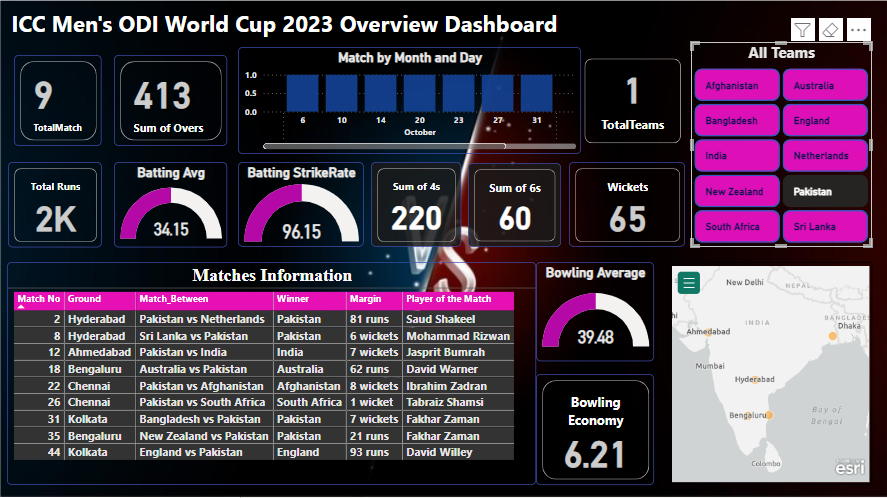 ICC Men's ODI World Cup 2023 Overview Dashboard
9
TotalMatch
413
Sum of Overs
Match by Month and Day
1.0
0.5
0.0
6 10 14 20 23 27 31
October
1
TotalTeams
All Teams
Afghanistan Australia
Bangladesh England
India Netherlands
New Zealand Pakistan
South Africa Sri Lanka
Total Runs
2K
Batting Avg
34.15
Batting StrikeRate
96.15
Sum of 4s
220
Sum of 6s
60
Wickets
65
VS
Matches Information
Match No Ground Match_Between Winner Margin Player of the Match
2 Hyderabad Pakistan vs Netherlands Pakistan 81 runs Saud Shakeel
8 Hyderabad Sri Lanka vs Pakistan Pakistan 6 wickets Mohammad Rizwan
12 Ahmedabad Pakistan vs India India 7 wickets Jasprit Bumrah
18 Bengaluru Australia vs Pakistan Australia 62 runs David Warner
22 Chennai Pakistan vs Afghanistan Afghanistan 8 wickets Ibrahim Zadran
26 Chennai Pakistan vs South Africa South Africa 1 wicket Tabraiz Shamsi
31 Kolkata Bangladesh vs Pakistan Pakistan 7 wickets Fakhar Zaman
35 Bengaluru New Zealand vs Pakistan Pakistan 21 runs Fakhar Zaman
44 Kolkata England vs Pakistan England 93 runs David Willey
Bowling Average
39.48
Bowling
Economy
6.21
New Delhi
NEPAL
INDIA
BANGLADES
Dhaka
Ahmedabad
Mumbai
Hyderabad
Bengaluru
Bay of
Bengal
Colombo
esri